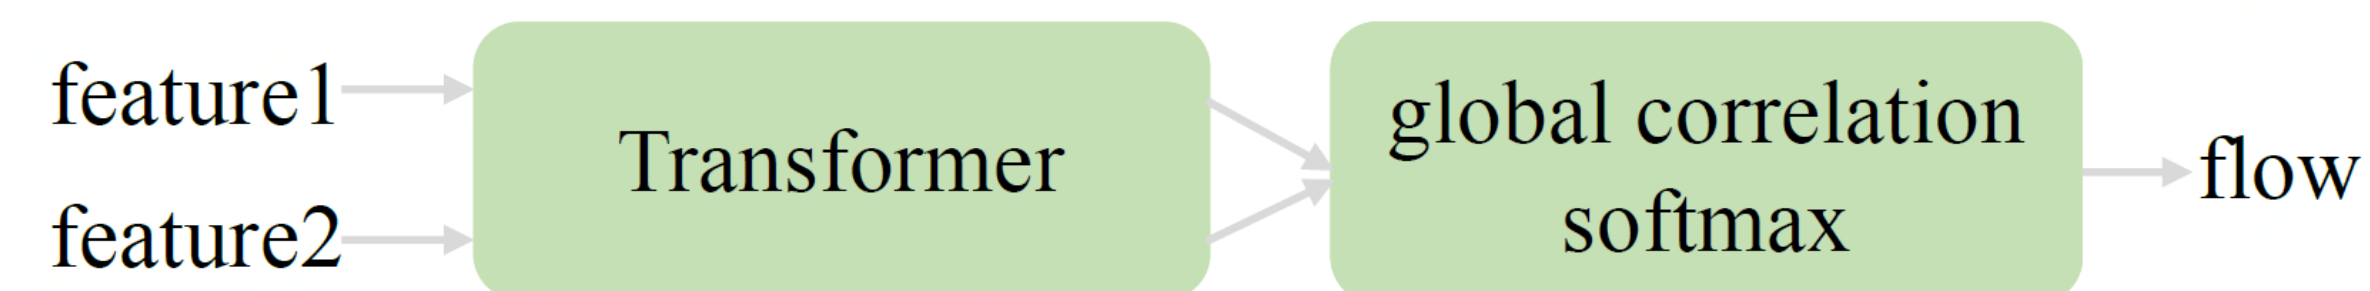 feature1
feature2
Transformer
global correlation
softmax
flow